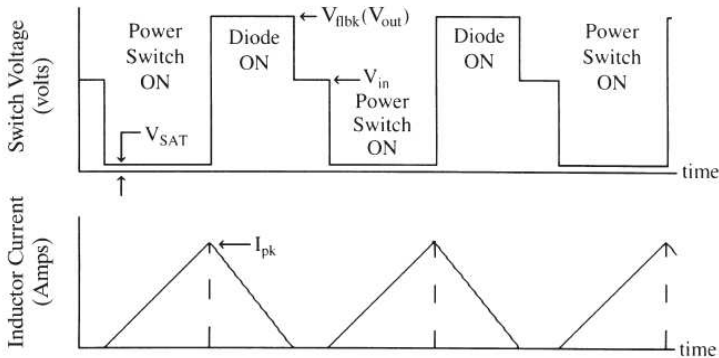 Switch Voltage
(volts)
Power
Switch
ON
Diode
ON
V_flbk(V_out)
V_in
V_SAT
Power
Switch
ON
Diode
ON
Power
Switch
ON
time
Inductor Current
(Amps)
I_pk
time